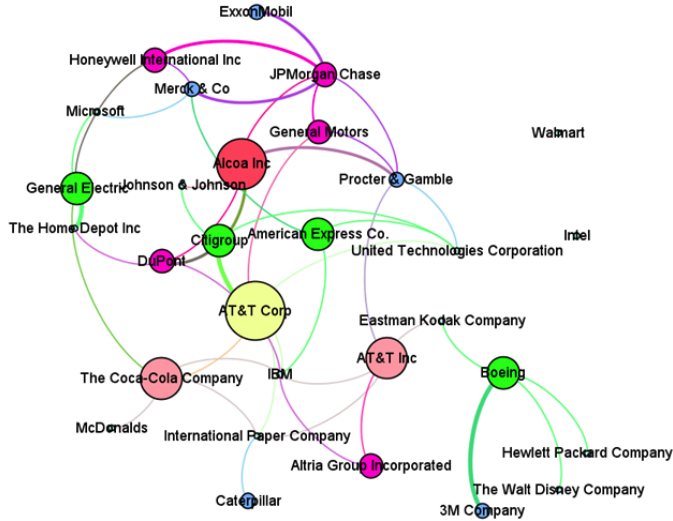 ExxonMobil
Honeywell International Inc
JPMorgan Chase
Merck & Co
Microsoft
General Motors
Walmart
Alcoa Inc
Procter & Gamble
General Electric
Johnson & Johnson
The Home Depot Inc
Citigroup
American Express Co.
Intel
United Technologies Corporation
DuPont
AT&T Corp
Eastman Kodak Company
AT&T Inc
The Coca-Cola Company
IBM
Boeing
McDonalds
International Paper Company
Hewlett Packard Company
Altria Group Incorporated
The Walt Disney Company
Caterpillar
3M Company